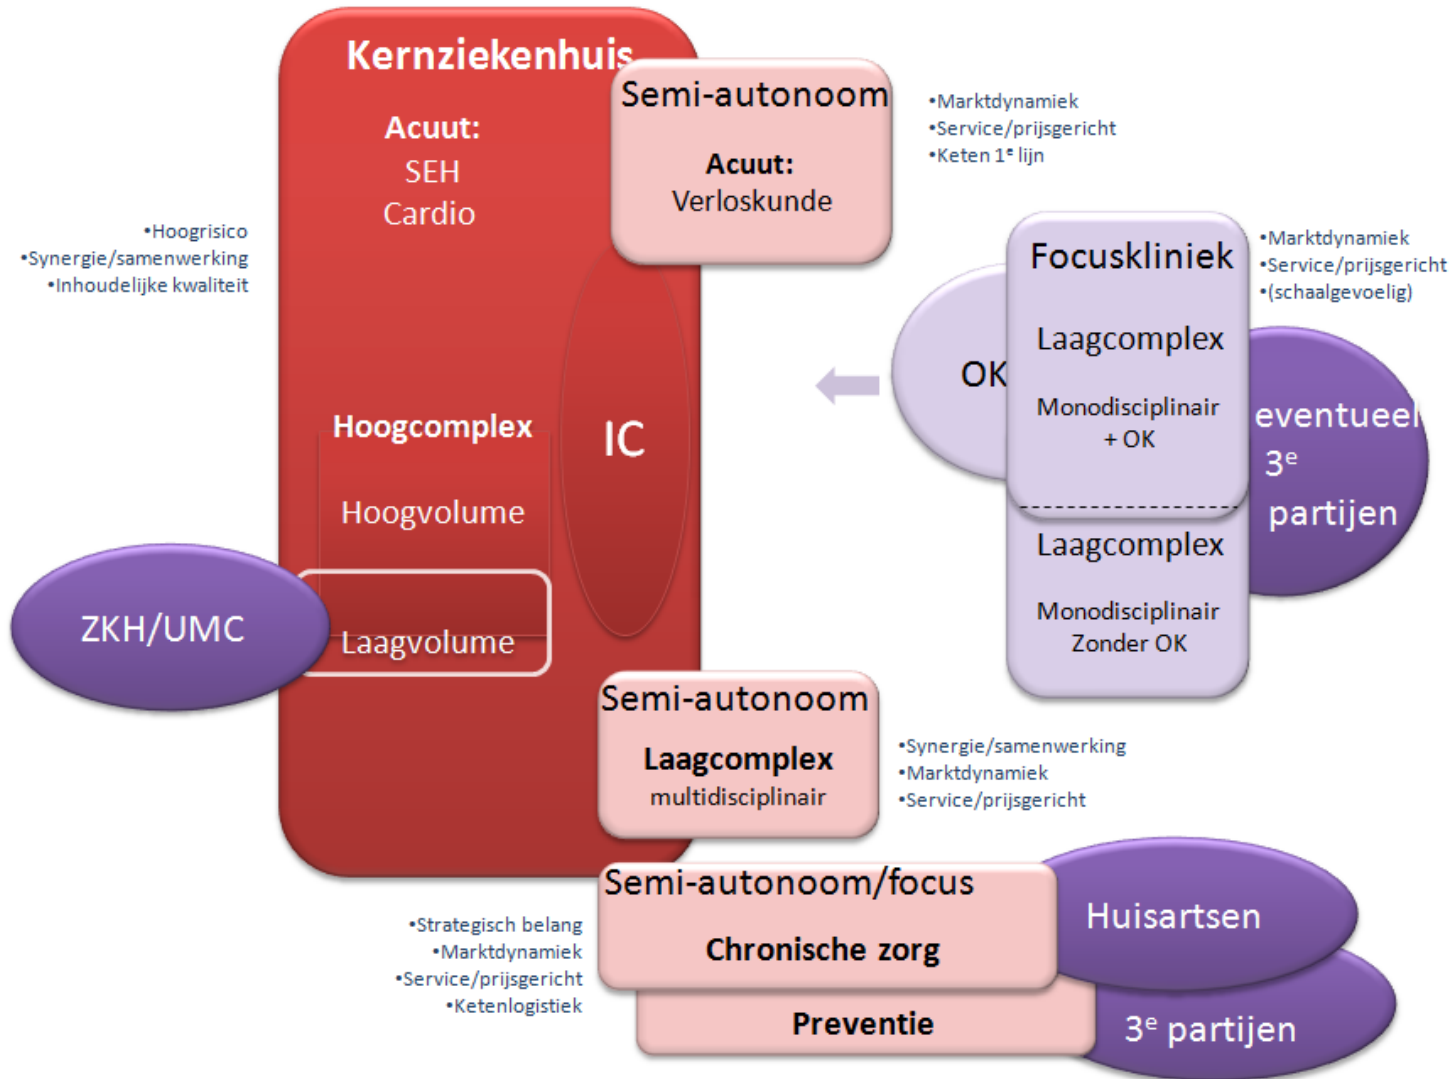 Kernziekenhuis
Acuut:
SEH
Cardio
•Hoogrisico
•Synergie/samenwerking
•Inhoudelijke kwaliteit
Hoogcomplex
Hoogvolume
Laagvolume
IC
ZKH/UMC
Semi-autonoom
Acuut:
Verloskunde
•Marktdynamiek
•Service/prijsgericht
•Keten 1ᵉ lijn
OK
Focuskliniek
Laagcomplex
Monodisciplinair
+ OK
Laagcomplex
Monodisciplinair
Zonder OK
•Marktdynamiek
•Service/prijsgericht
•(schaalgevoelig)
eventueel
3ᵉ
partijen
Semi-autonoom
Laagcomplex
multidisciplinair
•Synergie/samenwerking
•Marktdynamiek
•Service/prijsgericht
Semi-autonoom/focus
Chronische zorg
Preventie
•Strategisch belang
•Marktdynamiek
•Service/prijsgericht
•Ketenlogistiek
Huisartsen
3ᵉ partijen